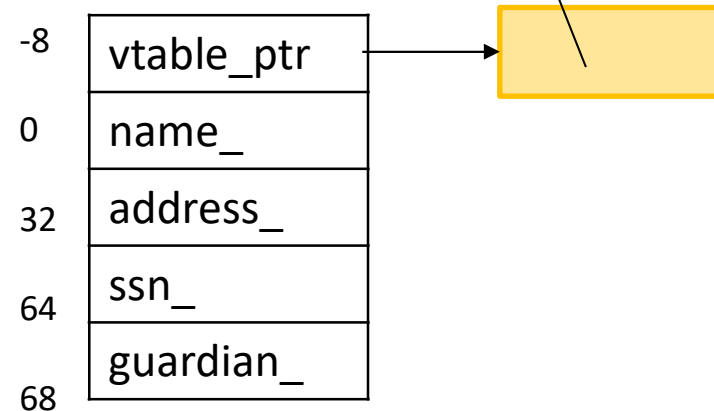 -8
vtable_ptr
0
name_
32
address_
64
ssn_
68
guardian_